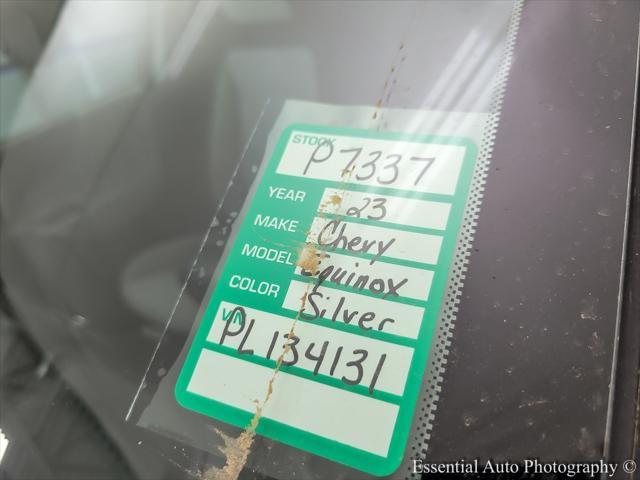 STOCK
P7337
YEAR 23
MAKE Chevy
MODEL Equinox
COLOR Silver
VIN
PL134131
Essential Auto Photography ©